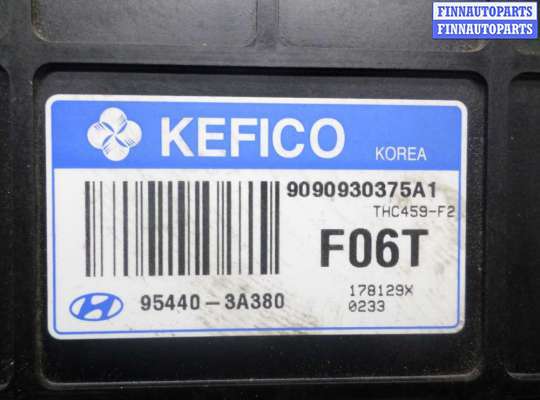 FINNAUTOPARTS
FINNAUTOPARTS
KEFICO KOREA
9090930375A1
THC459-F2
F06T
95440-3A380
178129X
0233